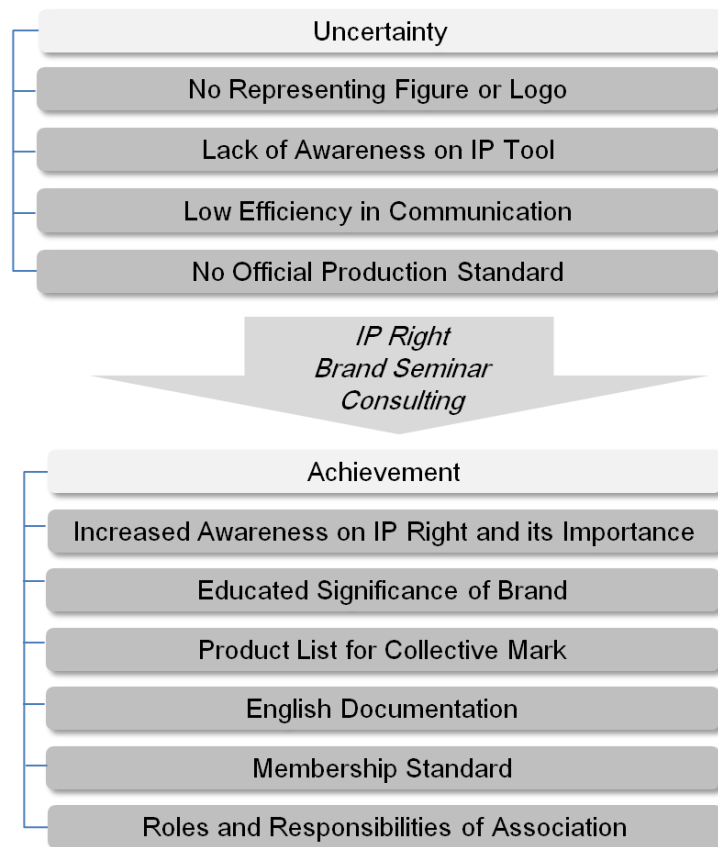 Uncertainty
No Representing Figure or Logo
Lack of Awareness on IP Tool
Low Efficiency in Communication
No Official Production Standard
IP Right
Brand Seminar
Consulting
Achievement
Increased Awareness on IP Right and its Importance
Educated Significance of Brand
Product List for Collective Mark
English Documentation
Membership Standard
Roles and Responsibilities of Association